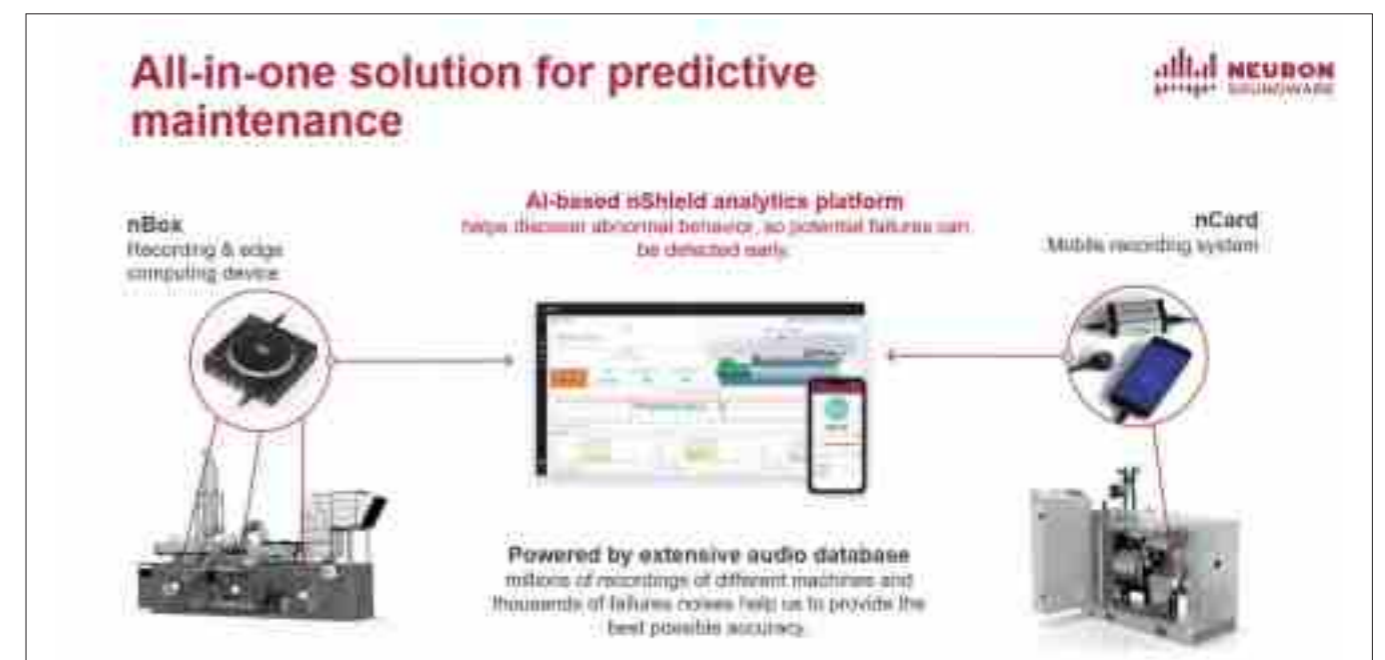 All-in-one solution for predictive
maintenance
NEURON
SOUNDWARE
nBox
Recording & edge
computing device
AI-based nShield analytics platform
helps discover abnormal behavior, so potential failures can
be detected early.
nCard
Mobile recording system
Powered by extensive audio database
millions of recordings of different machines and
thousands of failures noises help us to provide the
best possible accuracy.